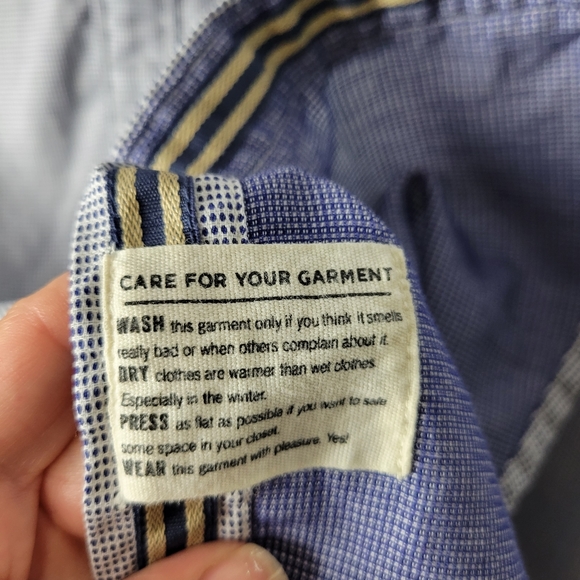 CARE FOR YOUR GARMENT
WASH this garment only if you think it smells
really bad or when others complain about it.
DRY clothes are warmer than wet clothes.
Especially in the winter.
PRESS as flat as possible if you want to safe
some space in your closet.
WEAR this garment with pleasure. Yes!